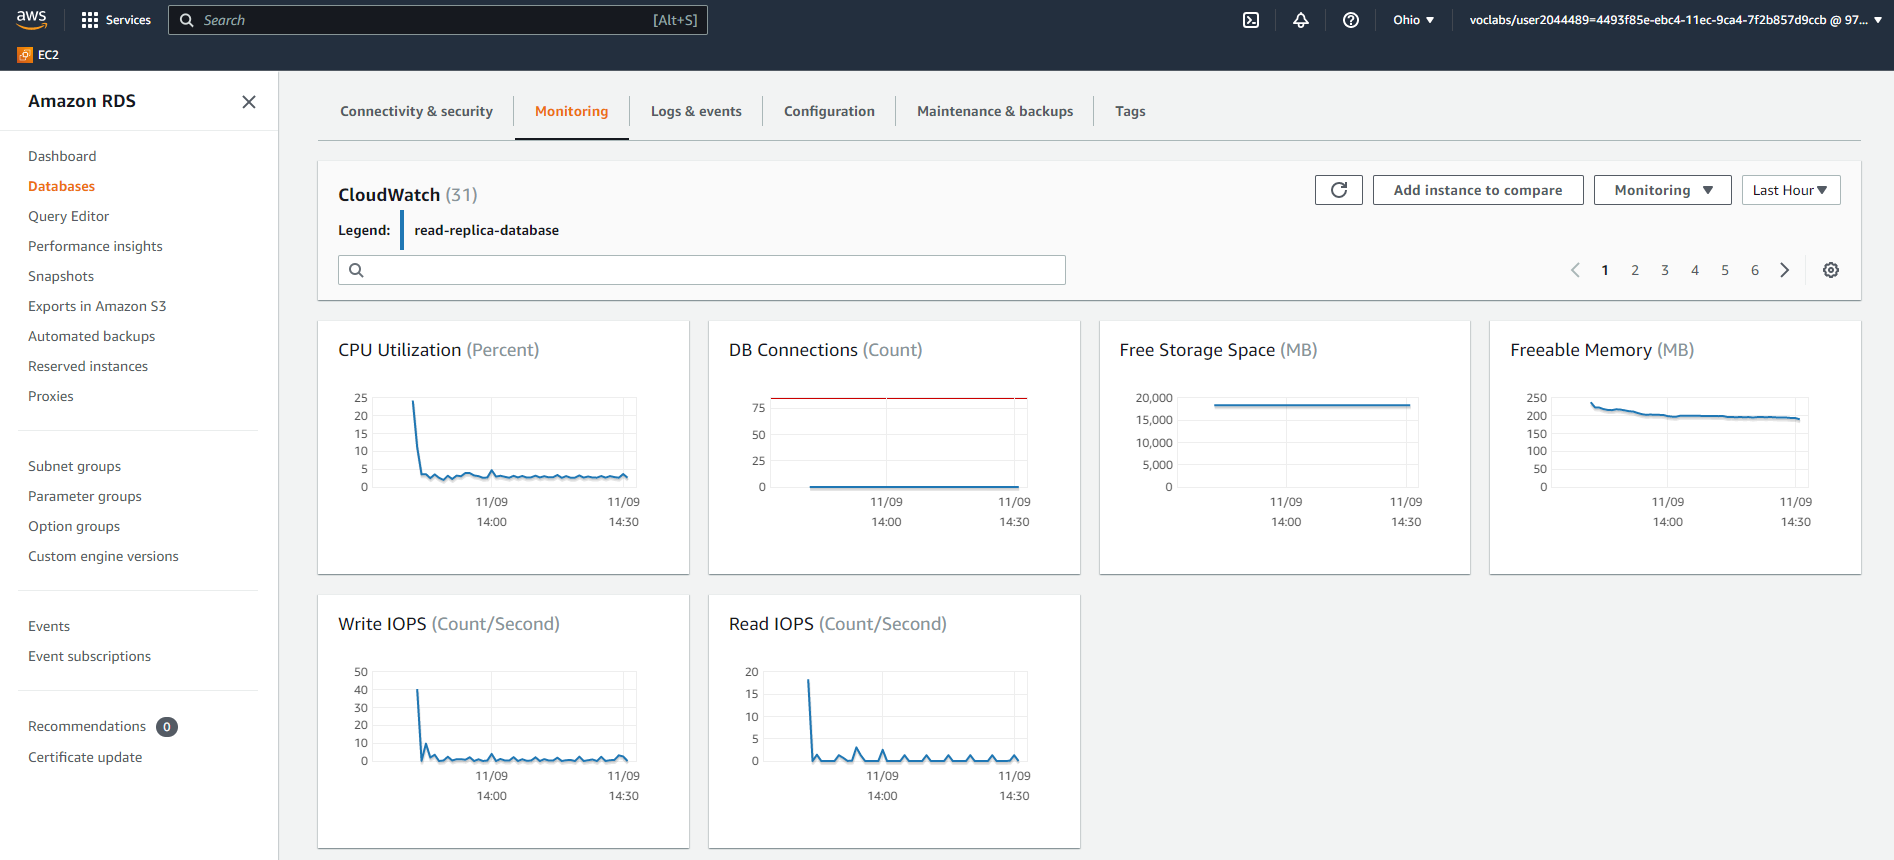 aws
Services
Search
[Alt+S]
Ohio
voclabs/user2044489=4493f85e-ebc4-11ec-9ca4-7f2b857d9ccb @ 97...
EC2
Amazon RDS
Dashboard
Databases
Query Editor
Performance insights
Snapshots
Exports in Amazon S3
Automated backups
Reserved instances
Proxies
Subnet groups
Parameter groups
Option groups
Custom engine versions
Events
Event subscriptions
Recommendations 0
Certificate update
Connectivity & security
Monitoring
Logs & events
Configuration
Maintenance & backups
Tags
CloudWatch (31)
Add instance to compare
Monitoring
Last Hour
Legend: read-replica-database
1 2 3 4 5 6
CPU Utilization (Percent)
25
20
15
10
5
0
11/09 11/09
14:00 14:30
DB Connections (Count)
75
50
25
0
11/09 11/09
14:00 14:30
Free Storage Space (MB)
20,000
15,000
10,000
5,000
0
11/09 11/09
14:00 14:30
Freeable Memory (MB)
250
200
150
100
50
0
11/09 11/09
14:00 14:30
Write IOPS (Count/Second)
50
40
30
20
10
0
11/09 11/09
14:00 14:30
Read IOPS (Count/Second)
20
15
10
5
0
11/09 11/09
14:00 14:30